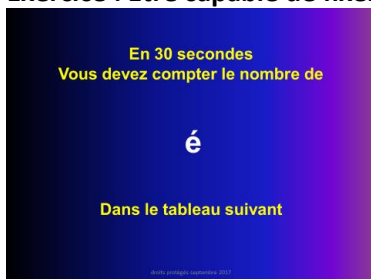 Exercice : Etre capable de fixer
En 30 secondes
Vous devez compter le nombre de
é
Dans le tableau suivant
droits protégés septembre 2017